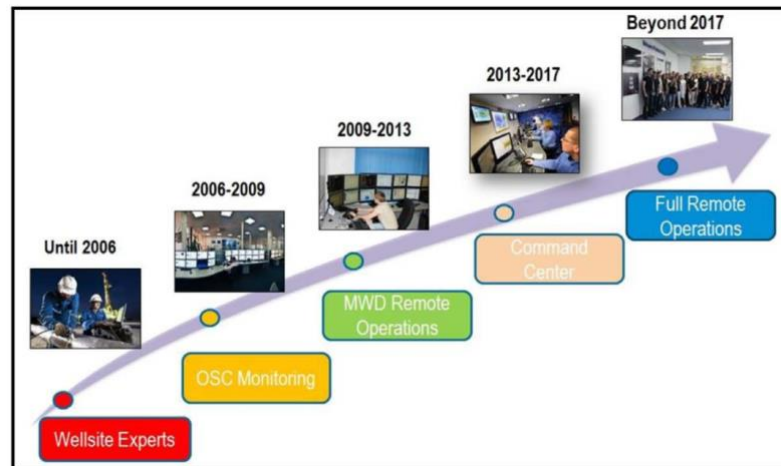 Beyond 2017
2013-2017
2009-2013
2006-2009
Until 2006
Full Remote
Operations
Command
Center
MWD Remote
Operations
OSC Monitoring
Wellsite Experts